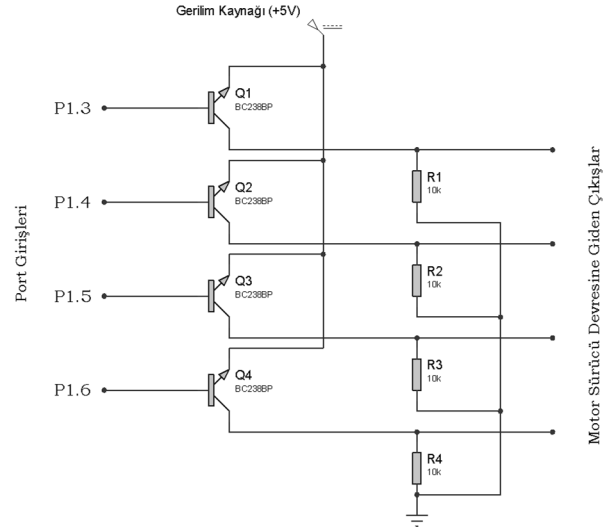 Gerilim Kaynağı (+5V)
P1.3
Q1
BC238BP
P1.4
Q2
BC238BP
P1.5
Q3
BC238BP
P1.6
Q4
BC238BP
R1
10k
R2
10k
R3
10k
R4
10k
Port Girişleri
Motor Sürücü Devresine Giden Çıkışlar